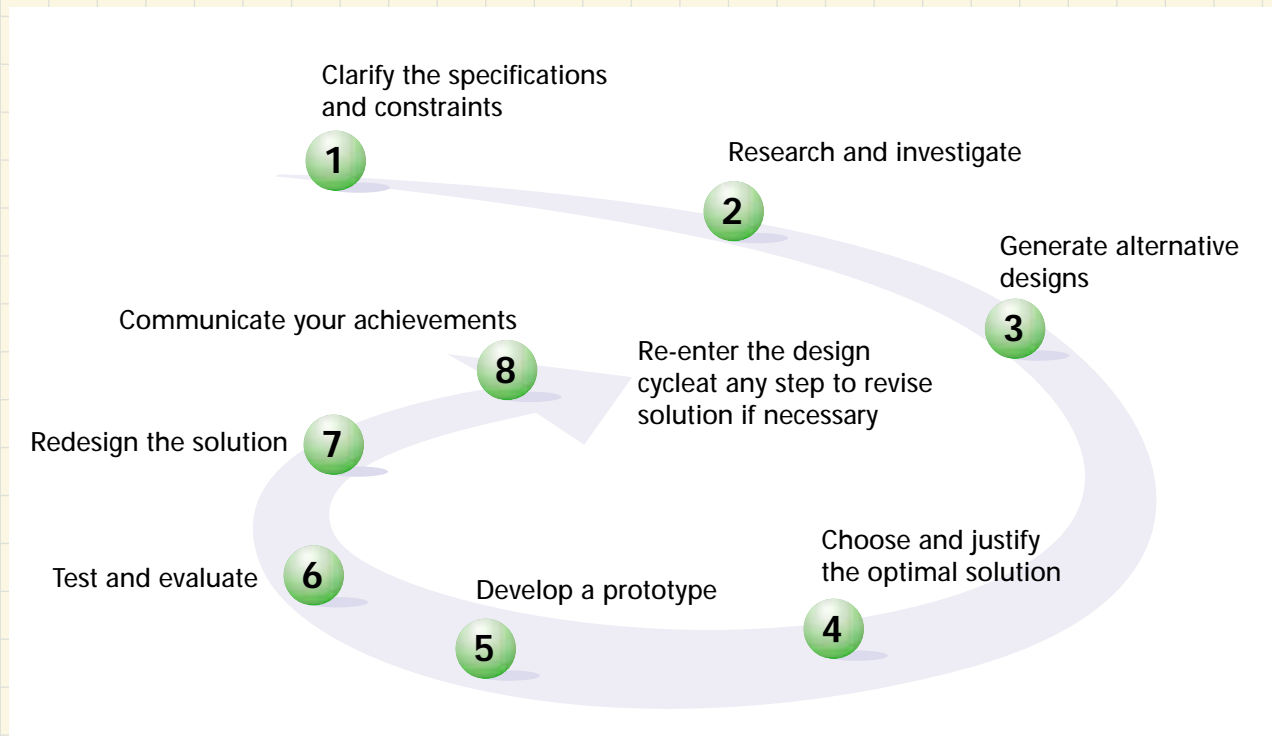 Clarify the specifications
and constraints
1
Research and investigate
2
Generate alternative
designs
3
Choose and justify
the optimal solution
4
Develop a prototype
5
Test and evaluate
6
Redesign the solution
7
Communicate your achievements
8
Re-enter the design
cycleat any step to revise
solution if necessary